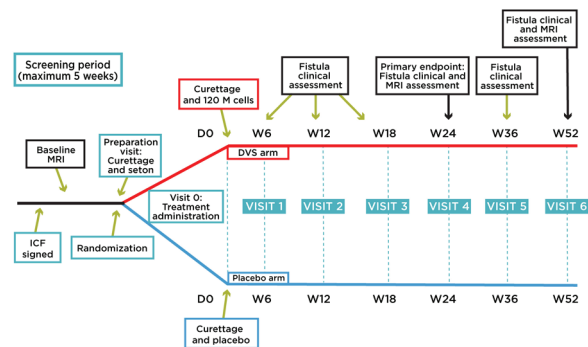 Fistula clinical
and MRI
assessment
Screening period
(maximum 5 weeks)
Curettage
and 120 M cells
Fistula clinical
assessment
Primary endpoint:
Fistula clinical and
MRI assessment
Fistula
clinical
assessment
D0 W6 W12 W18 W24 W36 W52
Baseline
MRI
Preparation
visit:
Curettage
and seton
DVS arm
Visit 0:
Treatment
administration
VISIT 1 VISIT 2 VISIT 3 VISIT 4 VISIT 5 VISIT 6
ICF
signed
Randomization
Placebo arm
D0 W6 W12 W18 W24 W36 W52
Curettage
and placebo